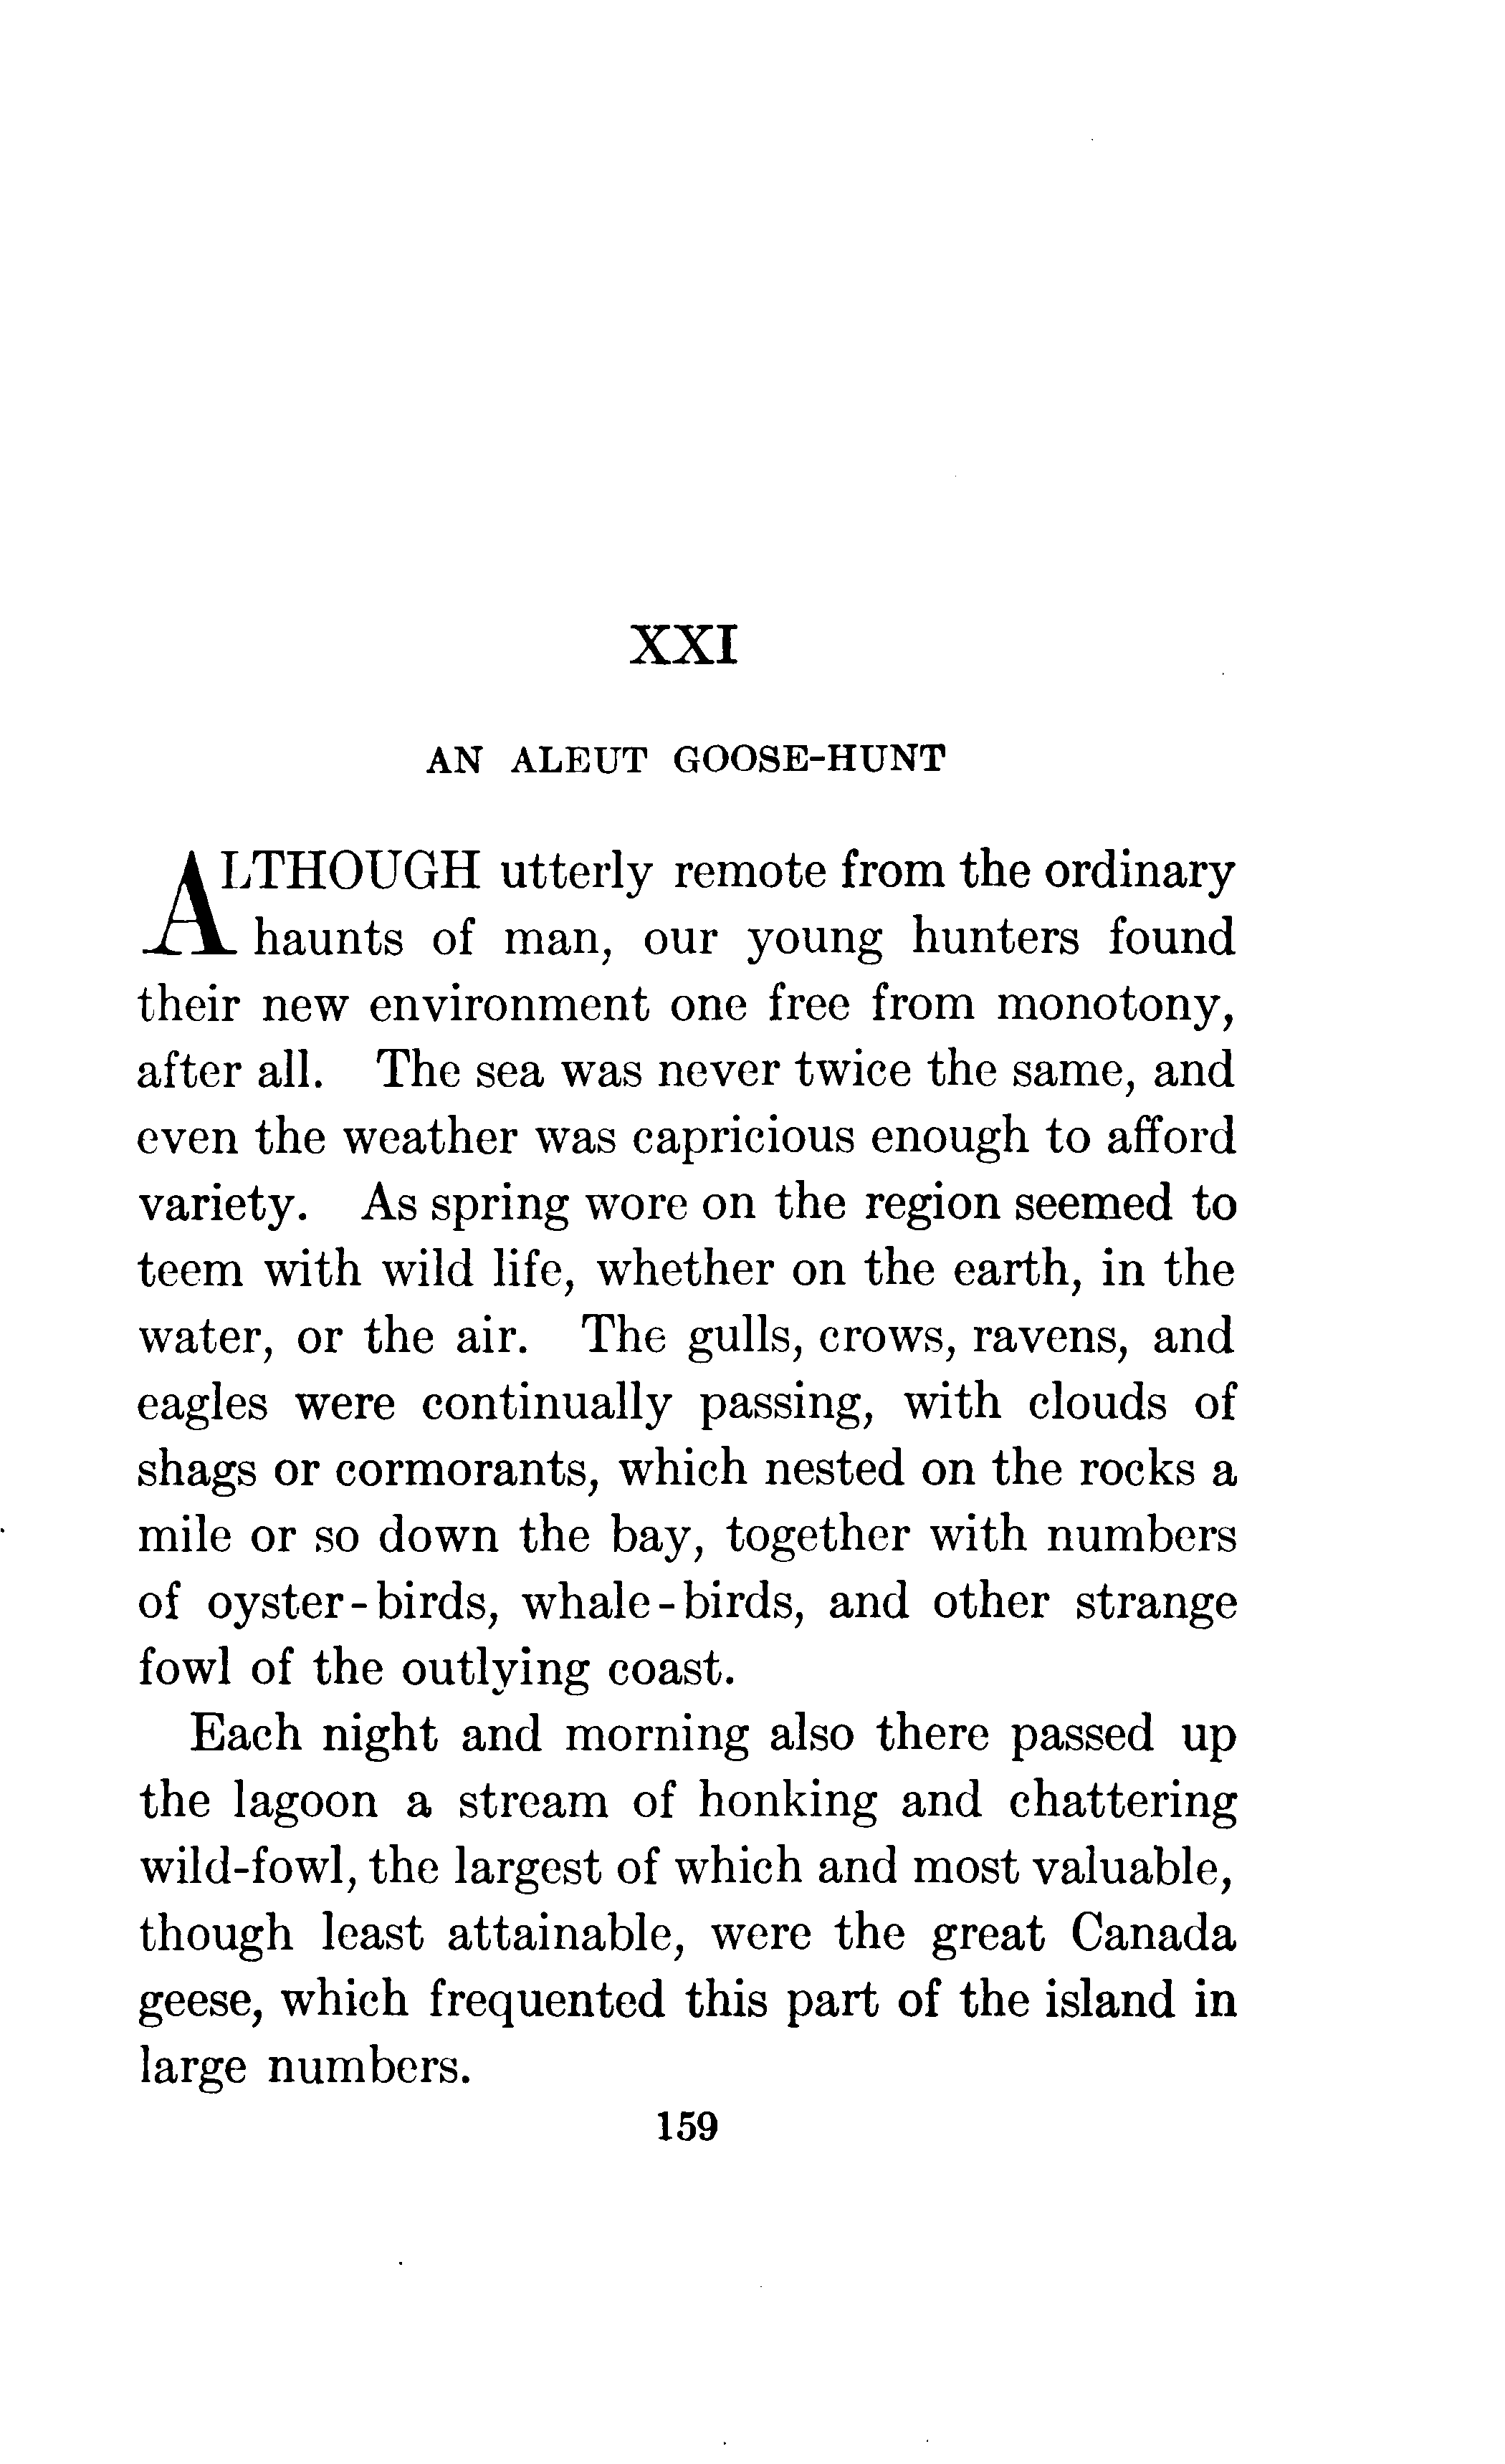 XXI
AN ALEUT GOOSE-HUNT
ALTHOUGH utterly remote from the ordinary
haunts of man, our young hunters found
their new environment one free from monotony,
after all. The sea was never twice the same, and
even the weather was capricious enough to afford
variety. As spring wore on the region seemed to
teem with wild life, whether on the earth, in the
water, or the air. The gulls, crows, ravens, and
eagles were continually passing, with clouds of
shags or cormorants, which nested on the rocks a
mile or so down the bay, together with numbers
of oyster-birds, whale-birds, and other strange
fowl of the outlying coast.
Each night and morning also there passed up
the lagoon a stream of honking and chattering
wild-fowl, the largest of which and most valuable,
though least attainable, were the great Canada
geese, which frequented this part of the island in
large numbers.
159